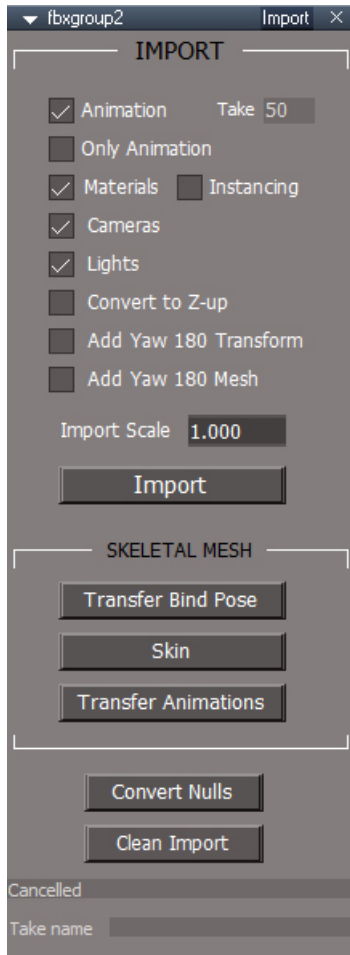 fbxgroup2 Import
IMPORT
Animation Take 50
Only Animation
Materials Instancing
Cameras
Lights
Convert to Z-up
Add Yaw 180 Transform
Add Yaw 180 Mesh
Import Scale 1.000
Import
SKELETAL MESH
Transfer Bind Pose
Skin
Transfer Animations
Convert Nulls
Clean Import
Cancelled
Take name